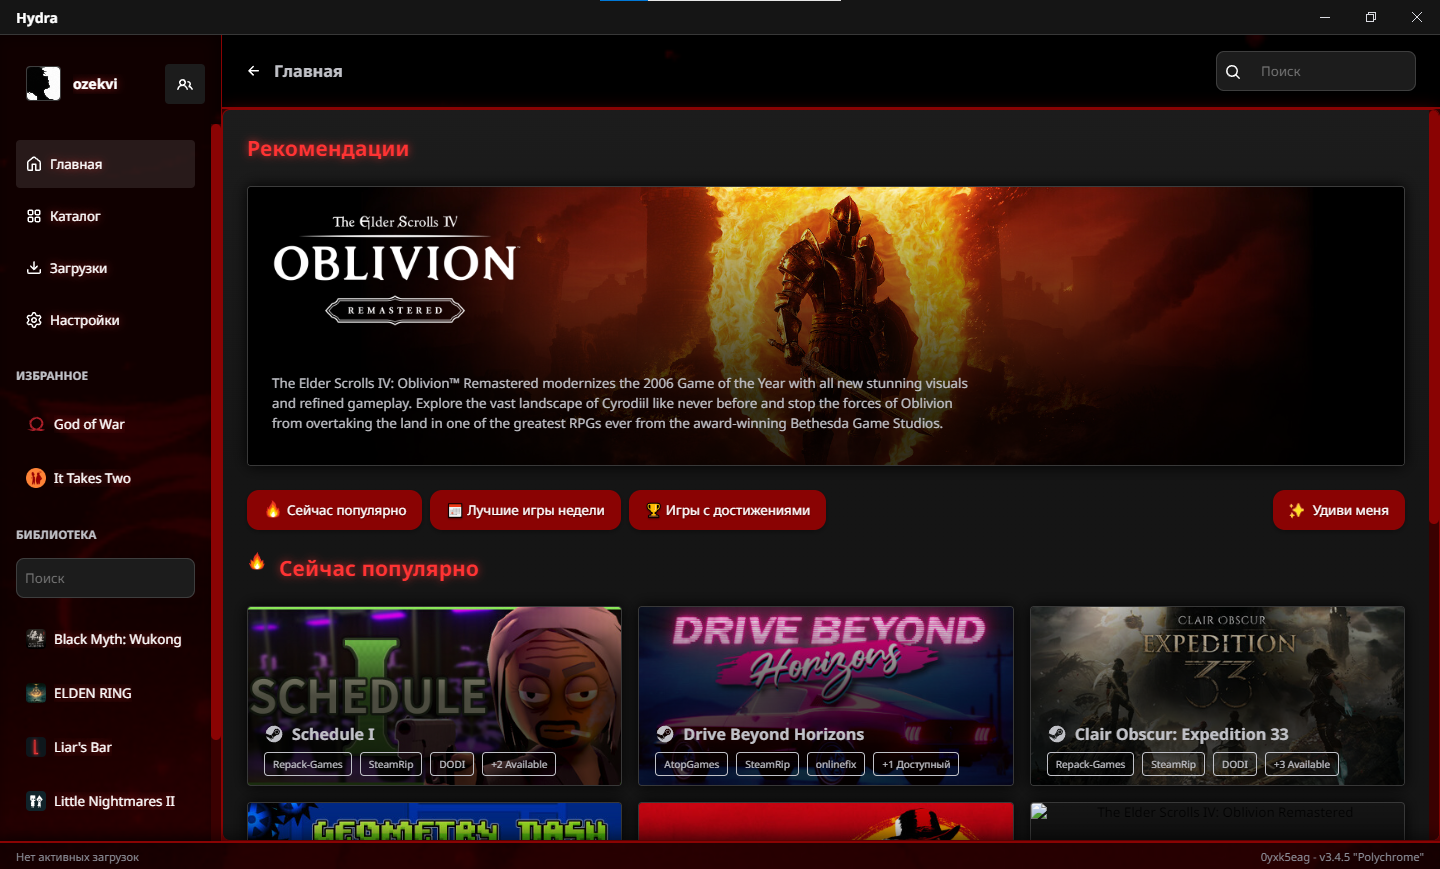 Hydra
ozekvi
Главная
Каталог
Загрузки
Настройки
ИЗБРАННОЕ
God of War
It Takes Two
БИБЛИОТЕКА
Поиск
Black Myth: Wukong
ELDEN RING
Liar's Bar
Little Nightmares II
Главная
Поиск
Рекомендации
The Elder Scrolls IV
OBLIVION
REMASTERED
The Elder Scrolls IV: Oblivion™ Remastered modernizes the 2006 Game of the Year with all new stunning visuals
and refined gameplay. Explore the vast landscape of Cyrodiil like never before and stop the forces of Oblivion
from overtaking the land in one of the greatest RPGs ever from the award-winning Bethesda Game Studios.
Сейчас популярно
Лучшие игры недели
Игры с достижениями
Удиви меня
Сейчас популярно
SCHEDULE I
Schedule I
Repack-Games SteamRip DODI +2 Available
DRIVE BEYOND
Horizons
Drive Beyond Horizons
AtopGames SteamRip onlinefix +1 Доступный
CLAIR OBSCUR
EXPEDITION
33
Clair Obscur: Expedition 33
Repack-Games SteamRip DODI +3 Available
GEOMETRY DASH
The Elder Scrolls IV: Oblivion Remastered
Нет активных загрузок
0yxk5eag - v3.4.5 "Polychrome"